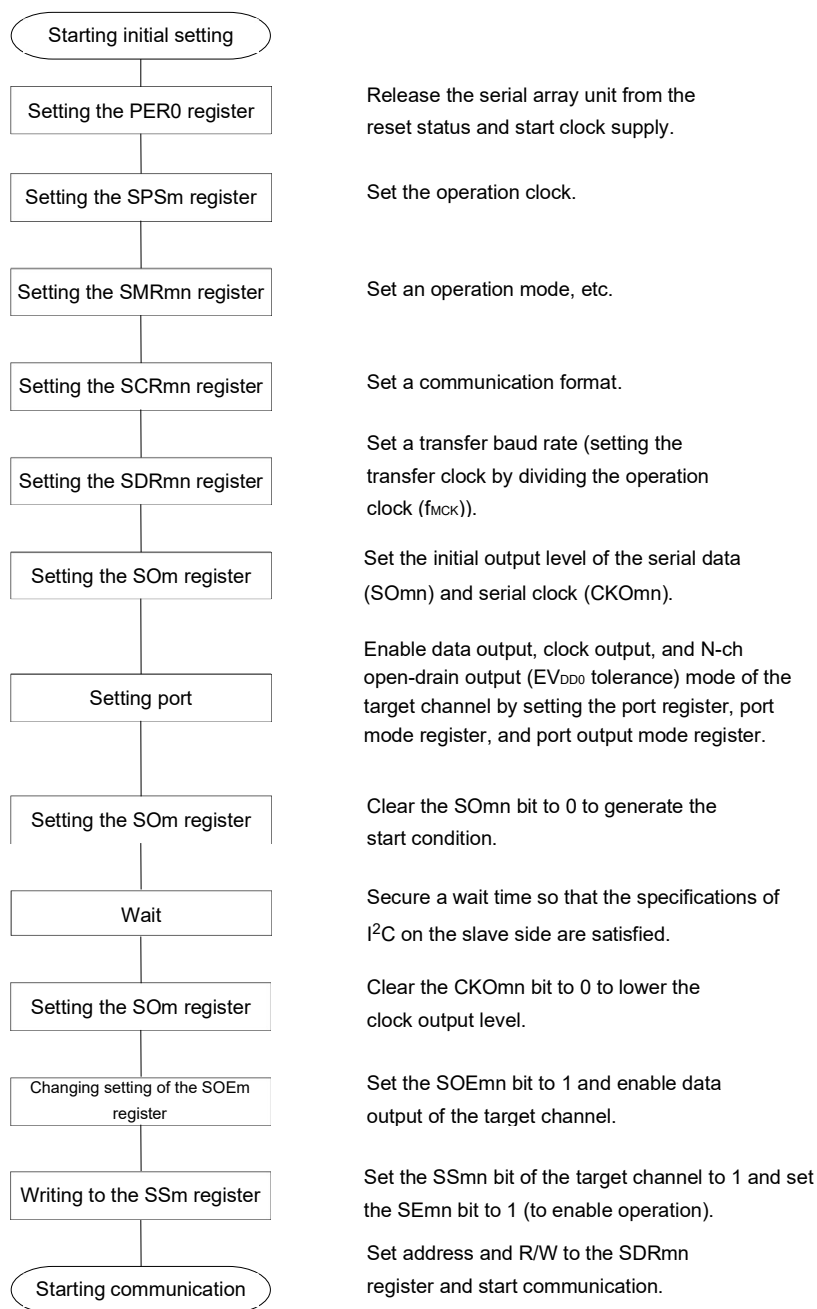 Starting initial setting
Setting the PER0 register
Release the serial array unit from the
reset status and start clock supply.
Setting the SPSm register
Set the operation clock.
Setting the SMRmn register
Set an operation mode, etc.
Setting the SCRmn register
Set a communication format.
Setting the SDRmn register
Set a transfer baud rate (setting the
transfer clock by dividing the operation
clock (fMCK)).
Setting the SOm register
Set the initial output level of the serial data
(SOmn) and serial clock (CKOmn).
Setting port
Enable data output, clock output, and N-ch
open-drain output (EVDD0 tolerance) mode of the
target channel by setting the port register, port
mode register, and port output mode register.
Setting the SOm register
Clear the SOmn bit to 0 to generate the
start condition.
Wait
Secure a wait time so that the specifications of
I2C on the slave side are satisfied.
Setting the SOm register
Clear the CKOmn bit to 0 to lower the
clock output level.
Changing setting of the SOEm
register
Set the SOEmn bit to 1 and enable data
output of the target channel.
Writing to the SSm register
Set the SSmn bit of the target channel to 1 and set
the SEmn bit to 1 (to enable operation).
Starting communication
Set address and R/W to the SDRmn
register and start communication.